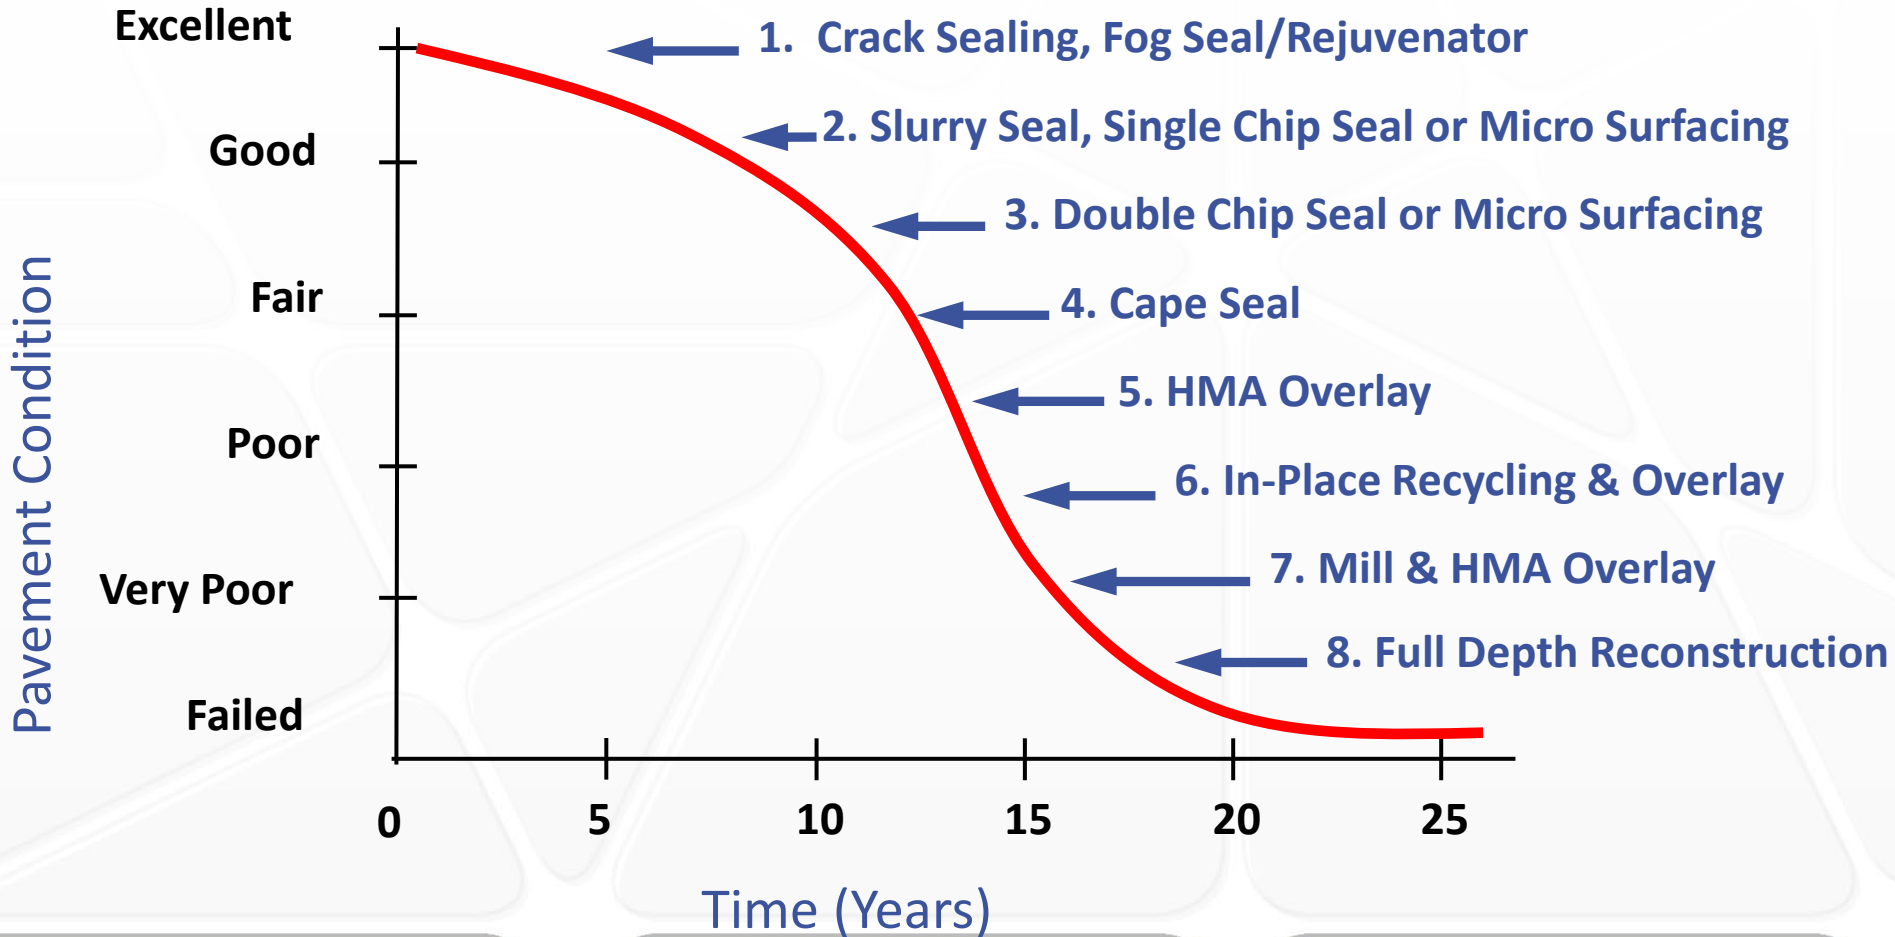 Excellent
1.  Crack Sealing, Fog Seal/Rejuvenator
2. Slurry Seal, Single Chip Seal or Micro Surfacing
Good
3. Double Chip Seal or Micro Surfacing
Fair
4. Cape Seal
5. HMA Overlay
Poor
6. In-Place Recycling & Overlay
7. Mill & HMA Overlay
Very Poor
8. Full Depth Reconstruction
Failed
Pavement Condition
0 5 10 15 20 25
Time (Years)